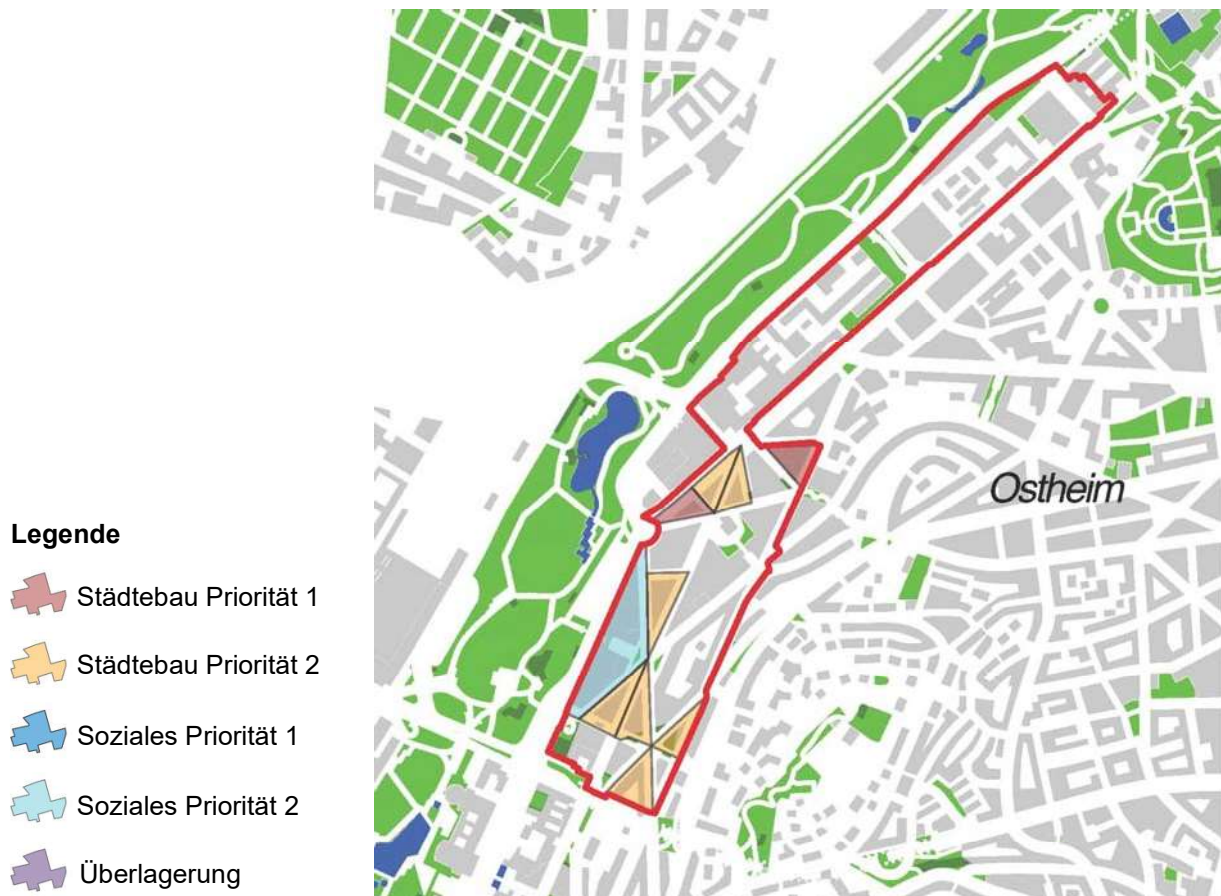 Legende
Städtebau Priorität 1
Städtebau Priorität 2
Soziales Priorität 1
Soziales Priorität 2
Überlagerung
Ostheim